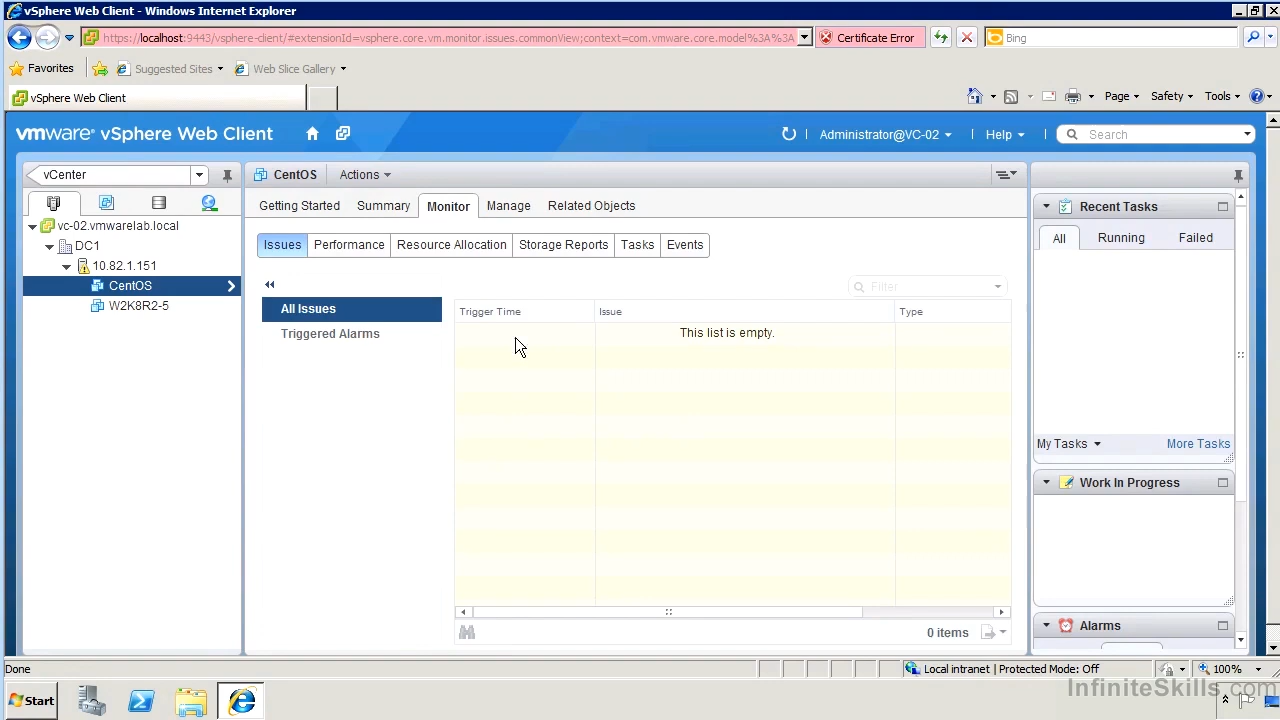 vSphere Web Client - Windows Internet Explorer
https://localhost:9443/vsphere-client/#extensionId=vsphere.core.vm.monitor.issues.commonView;context=com.vmware.core.model%3A%3A
Certificate Error
Bing
Favorites
Suggested Sites
Web Slice Gallery
vSphere Web Client
Page
Safety
Tools
vmware vSphere Web Client
Administrator@VC-02
Help
Search
vCenter
CentOS
Actions
Getting Started
Summary
Monitor
Manage
Related Objects
vc-02.vmwarelab.local
DC1
10.82.1.151
CentOS
W2K8R2-5
Issues
Performance
Resource Allocation
Storage Reports
Tasks
Events
Filter
All Issues
Triggered Alarms
Trigger Time
Issue
Type
This list is empty.
0 items
Recent Tasks
All
Running
Failed
My Tasks
More Tasks
Work In Progress
Alarms
Done
Local intranet | Protected Mode: Off
100%
Start
InfiniteSkills.com